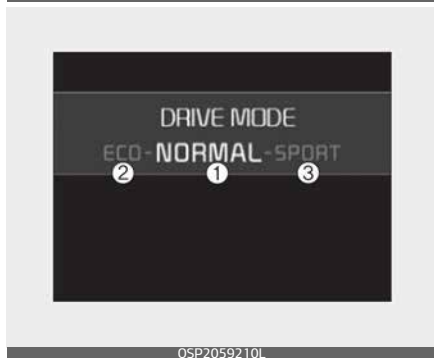 DRIVE MODE
ECO-NORMAL-SPORT
② ① ③
OSP2059210L